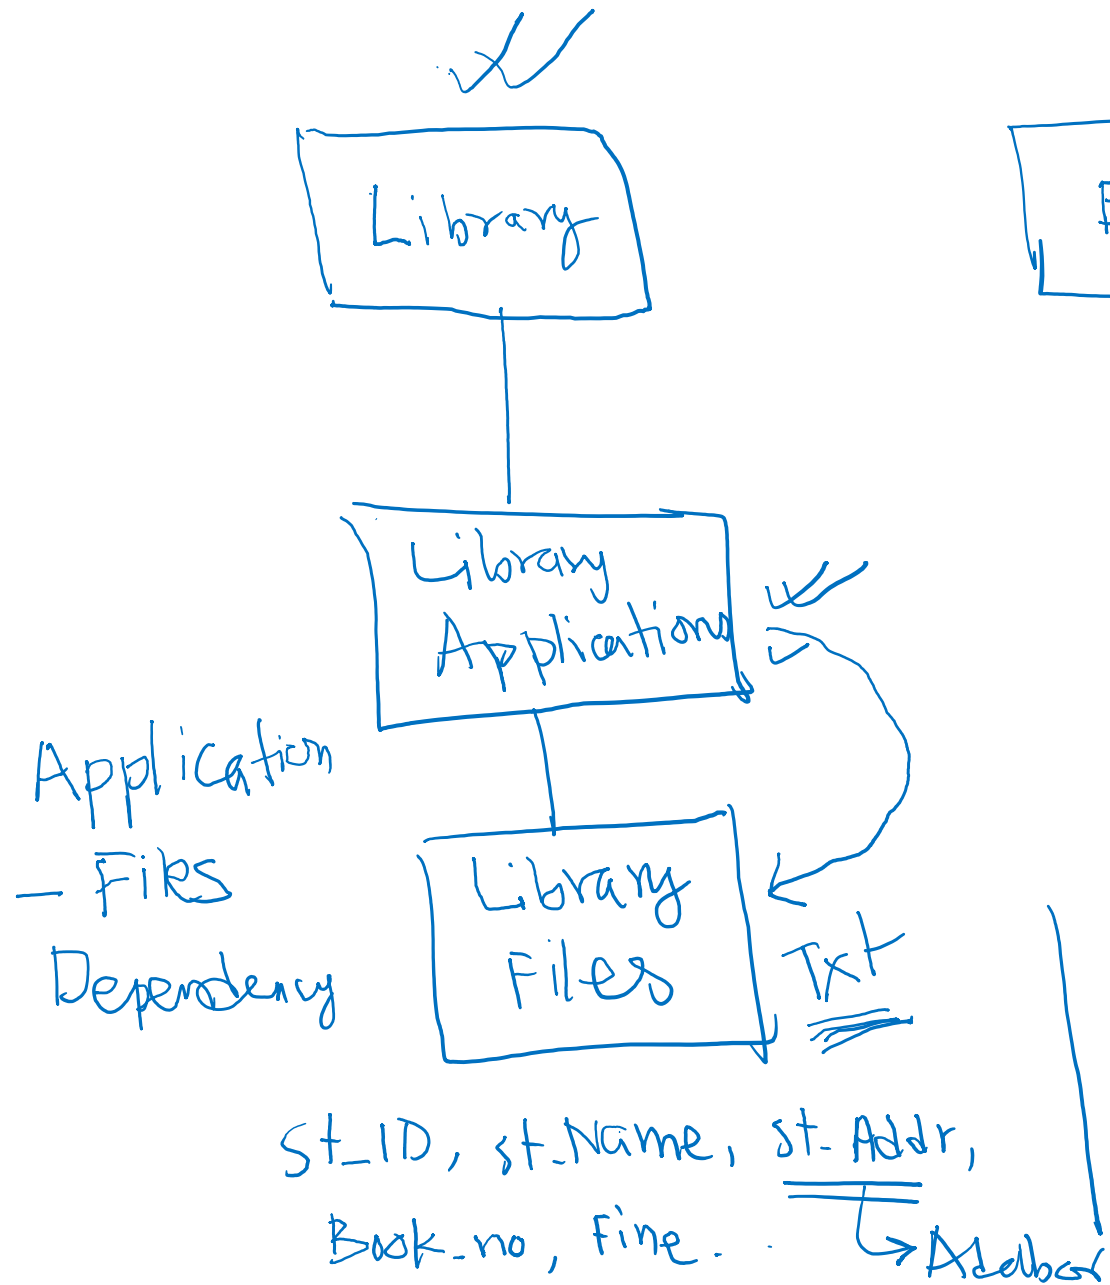 Library
Library
Applications
Application
- Files
Dependency
Library
Files
Txt
St_ID, st_Name, st_Addr,
Book_no, Fine..